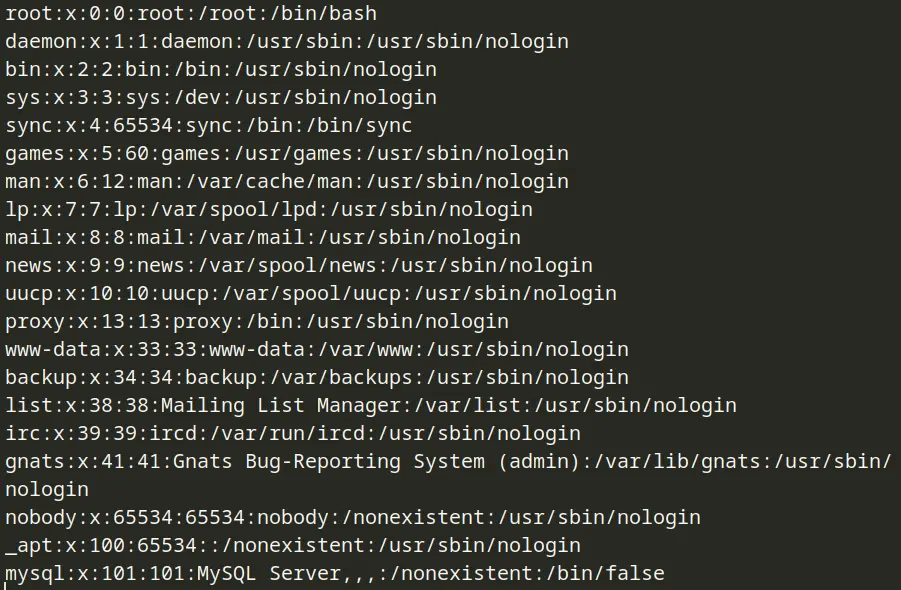 root:x:0:0:root:/root:/bin/bash
daemon:x:1:1:daemon:/usr/sbin:/usr/sbin/nologin
bin:x:2:2:bin:/bin:/usr/sbin/nologin
sys:x:3:3:sys:/dev:/usr/sbin/nologin
sync:x:4:65534:sync:/bin:/bin/sync
games:x:5:60:games:/usr/games:/usr/sbin/nologin
man:x:6:12:man:/var/cache/man:/usr/sbin/nologin
lp:x:7:7:lp:/var/spool/lpd:/usr/sbin/nologin
mail:x:8:8:mail:/var/mail:/usr/sbin/nologin
news:x:9:9:news:/var/spool/news:/usr/sbin/nologin
uucp:x:10:10:uucp:/var/spool/uucp:/usr/sbin/nologin
proxy:x:13:13:proxy:/bin:/usr/sbin/nologin
www-data:x:33:33:www-data:/var/www:/usr/sbin/nologin
backup:x:34:34:backup:/var/backups:/usr/sbin/nologin
list:x:38:38:Mailing List Manager:/var/list:/usr/sbin/nologin
irc:x:39:39:ircd:/var/run/ircd:/usr/sbin/nologin
gnats:x:41:41:Gnats Bug-Reporting System (admin):/var/lib/gnats:/usr/sbin/
nologin
nobody:x:65534:65534:nobody:/nonexistent:/usr/sbin/nologin
_apt:x:100:65534::/nonexistent:/usr/sbin/nologin
mysql:x:101:101:MySQL Server,,,:/nonexistent:/bin/false